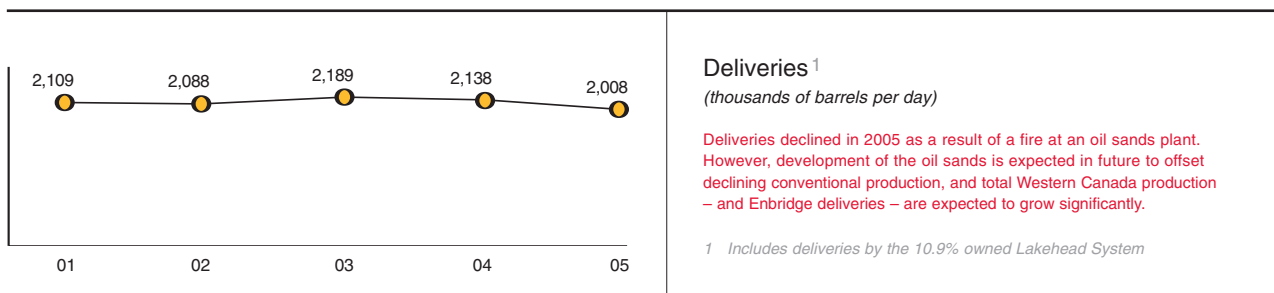 2,109
2,088
2,189
2,138
2,008
01
02
03
04
05
Deliveries 1
(thousands of barrels per day)
Deliveries declined in 2005 as a result of a fire at an oil sands plant.
However, development of the oil sands is expected in future to offset
declining conventional production, and total Western Canada production
– and Enbridge deliveries – are expected to grow significantly.
1 Includes deliveries by the 10.9% owned Lakehead System